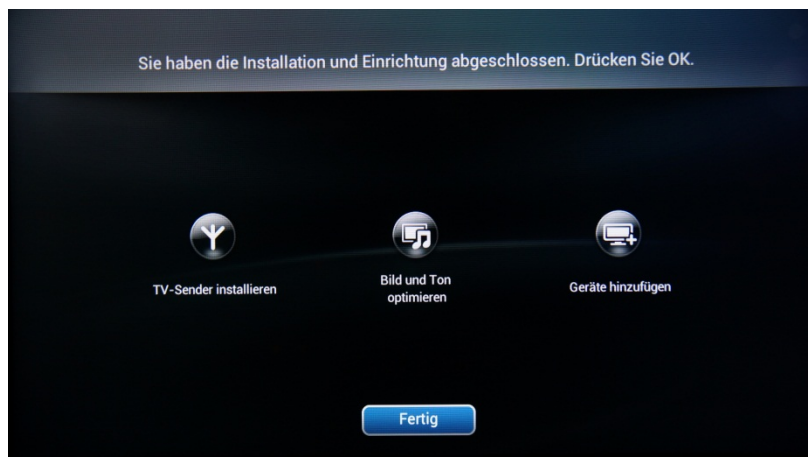 Sie haben die Installation und Einrichtung abgeschlossen. Drücken Sie OK.
TV-Sender installieren
Bild und Ton
optimieren
Geräte hinzufügen
Fertig